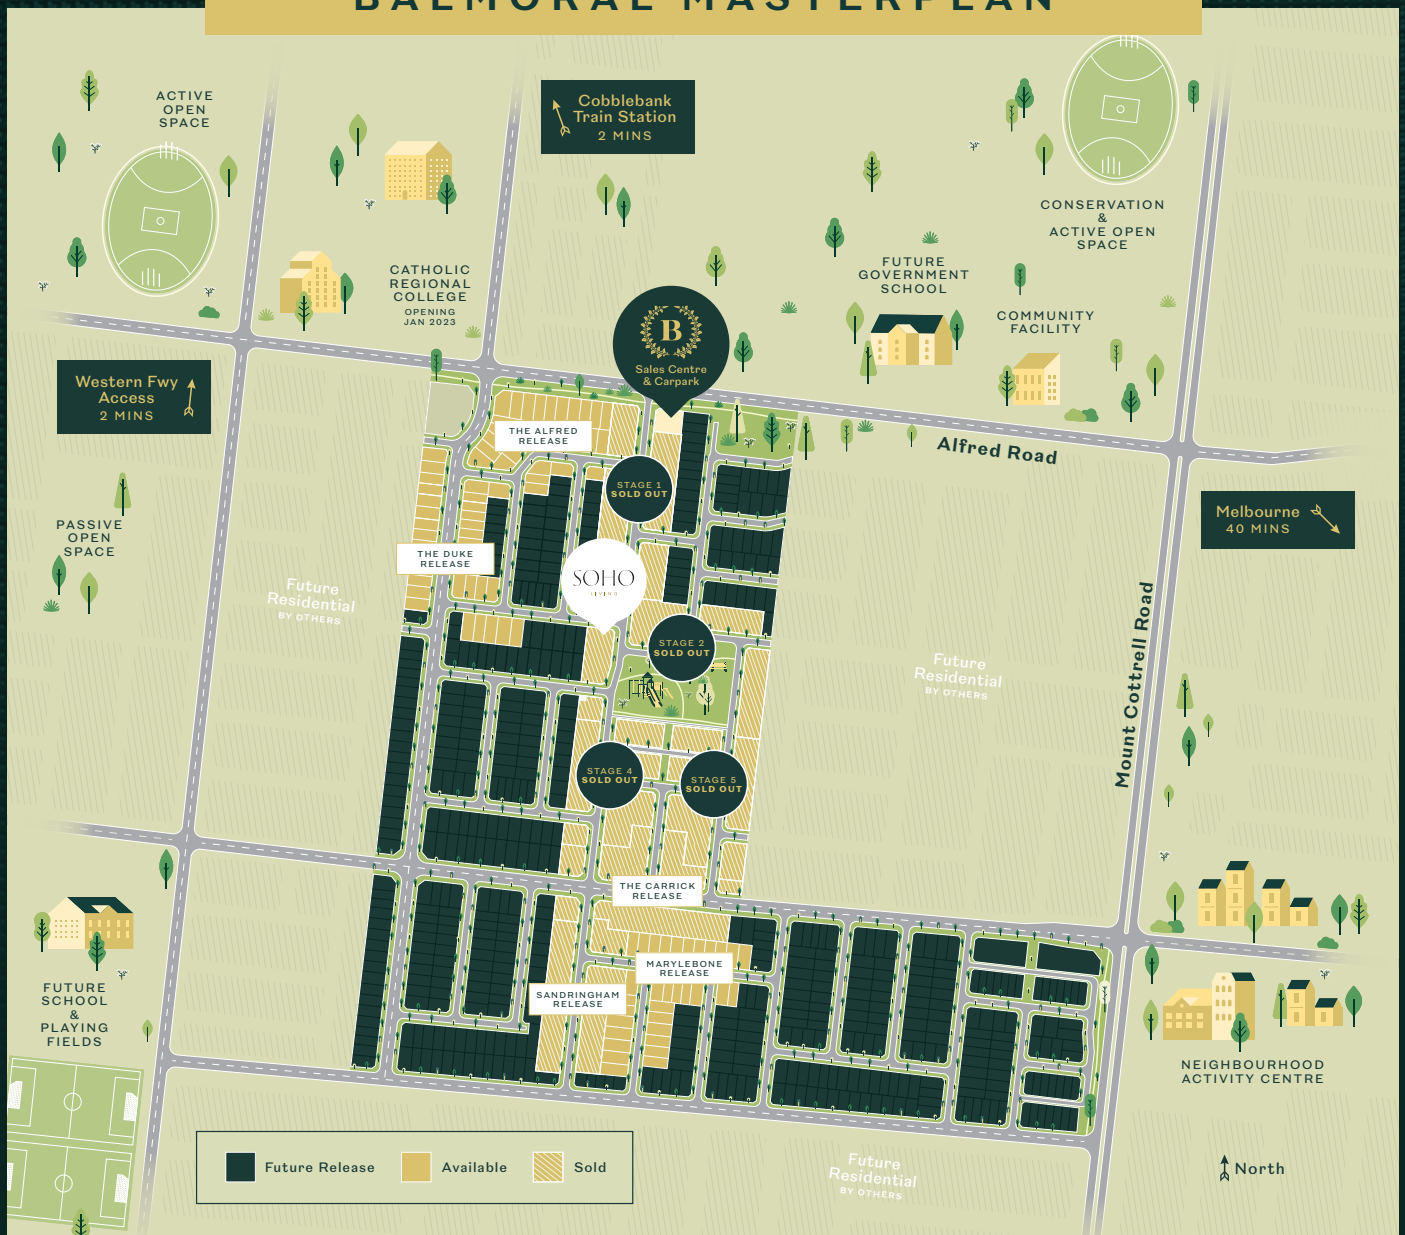 BALMORAL MASTERPLAN
ACTIVE
OPEN
SPACE
Cobblebank
Train Station
2 MINS
CONSERVATION
&
ACTIVE OPEN
SPACE
CATHOLIC
REGIONAL
COLLEGE
OPENING
JAN 2023
FUTURE
GOVERNMENT
SCHOOL
COMMUNITY
FACILITY
B
Sales Centre
& Carpark
Western Fwy
Access
2 MINS
THE ALFRED
RELEASE
Alfred Road
STAGE 1
SOLD OUT
Melbourne
40 MINS
PASSIVE
OPEN
SPACE
THE DUKE
RELEASE
SOHO
LIVING
Future
Residential
BY OTHERS
STAGE 2
SOLD OUT
Future
Residential
BY OTHERS
Mount Cottrell Road
STAGE 4
SOLD OUT
STAGE 5
SOLD OUT
THE CARRICK
RELEASE
MARYLEBONE
RELEASE
SANDRINGHAM
RELEASE
FUTURE
SCHOOL
&
PLAYING
FIELDS
NEIGHBOURHOOD
ACTIVITY CENTRE
Future Release
Available
Sold
Future
Residential
BY OTHERS
North